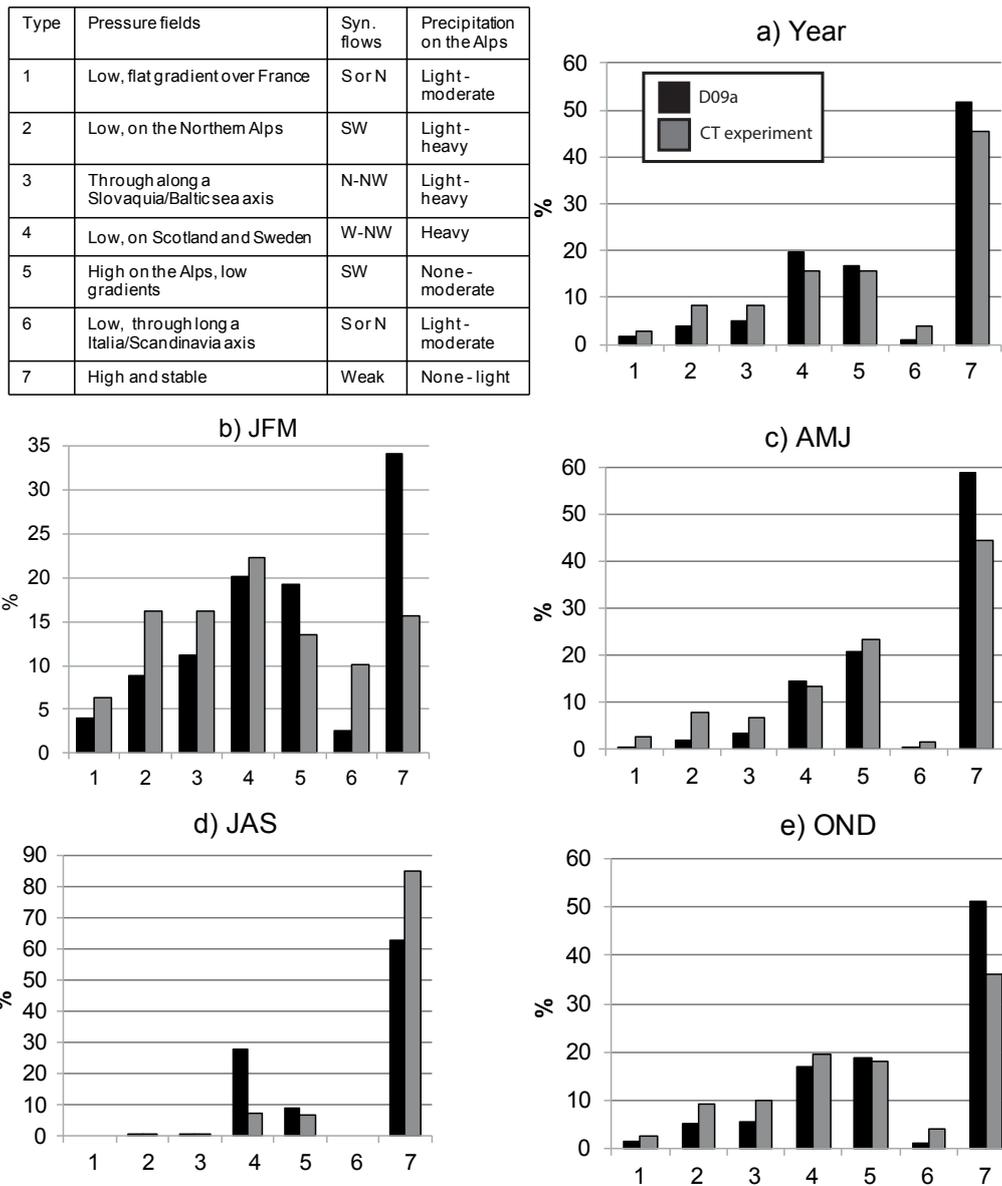 Type Pressure fields Syn. flows Precipitation on the Alps
1 Low, flat gradient over France S or N Light - moderate
2 Low, on the Northern Alps SW Light - heavy
3 Through along a Slovaquia/Baltic sea axis N-NW Light - heavy
4 Low, on Scotland and Sweden W-NW Heavy
5 High on the Alps, low gradients SW None - moderate
6 Low, through long a Italia/Scandinavia axis S or N Light - moderate
7 High and stable Weak None - light
a) Year
D09a
CT experiment
%
60
50
40
30
20
10
0
1 2 3 4 5 6 7
b) JFM
%
35
30
25
20
15
10
5
0
1 2 3 4 5 6 7
c) AMJ
%
60
50
40
30
20
10
0
1 2 3 4 5 6 7
d) JAS
%
90
80
70
60
50
40
30
20
10
0
1 2 3 4 5 6 7
e) OND
%
60
50
40
30
20
10
0
1 2 3 4 5 6 7